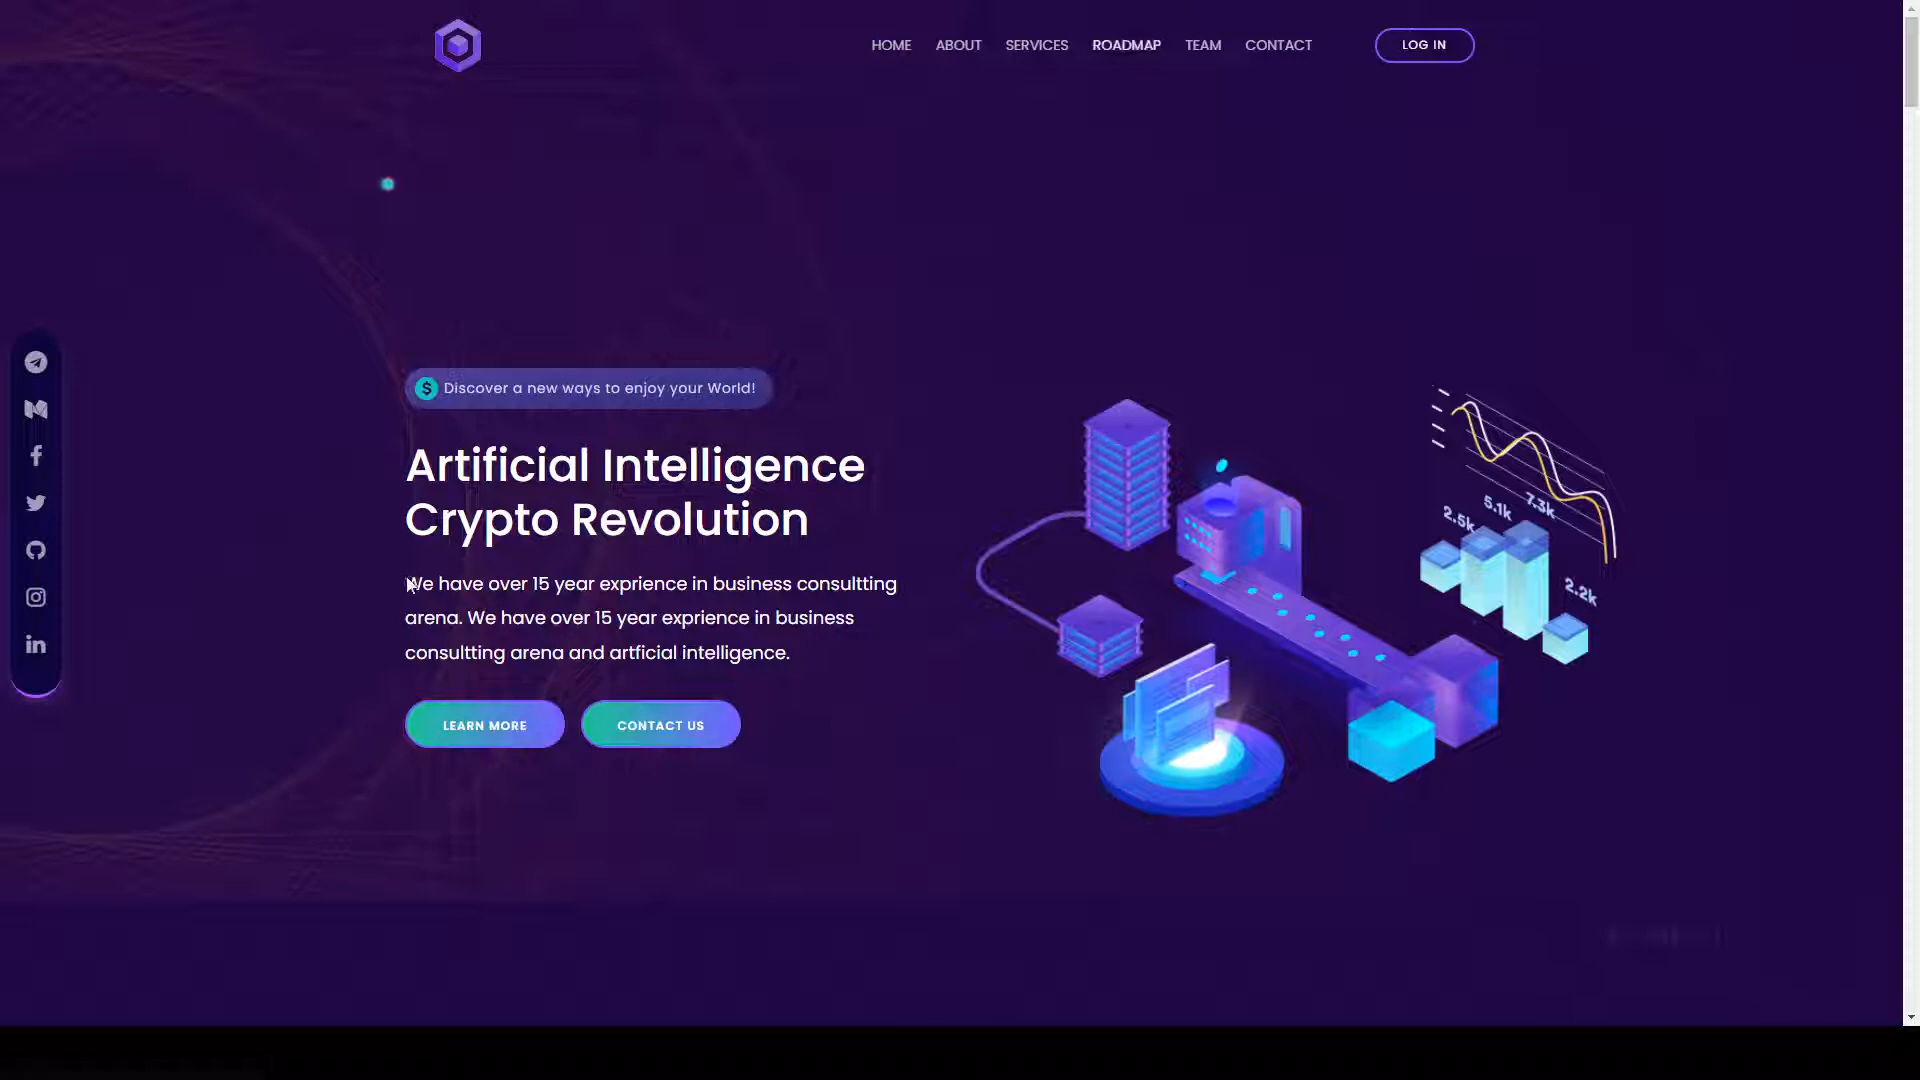 HOME ABOUT SERVICES ROADMAP TEAM CONTACT LOG IN
Discover a new ways to enjoy your World!
Artificial Intelligence
Crypto Revolution
We have over 15 year exprience in business consultting
arena. We have over 15 year exprience in business
consultting arena and artficial intelligence.
LEARN MORE CONTACT US
2.5k 5.1k 7.3k
2.2k